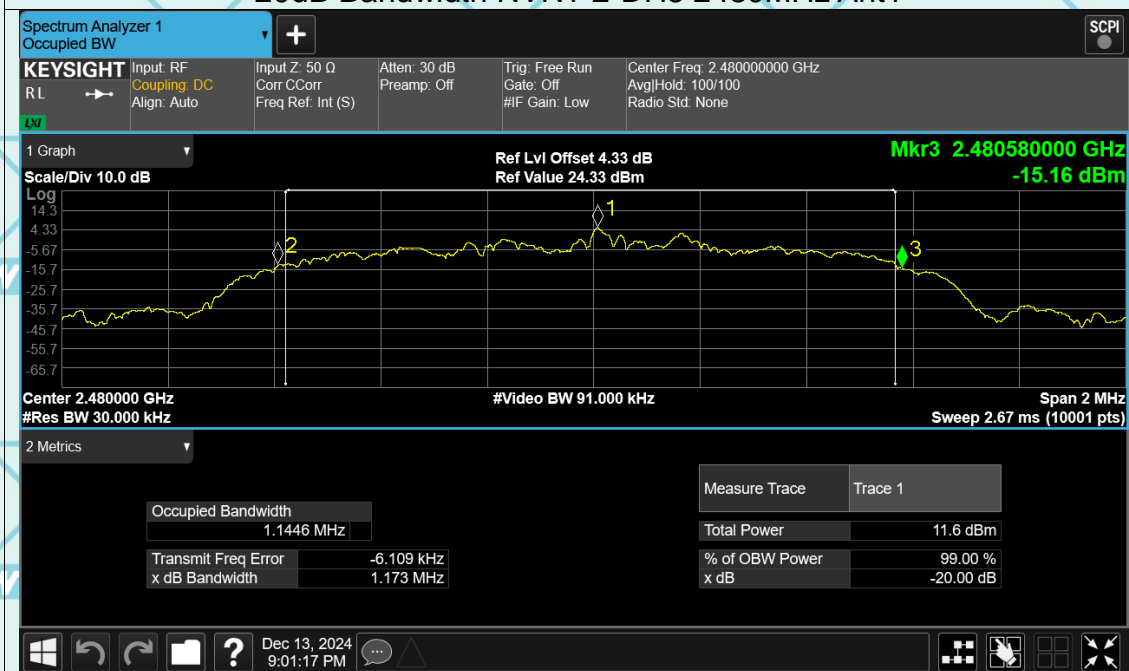 Spectrum Analyzer 1
Occupied BW
+
SCPI
KEYSIGHT
R L
LXI
Input: RF
Coupling: DC
Align: Auto
Input Z: 50 Ω
Corr CCorr
Freq Ref: Int (S)
Atten: 30 dB
Preamp: Off
Trig: Free Run
Gate: Off
#IF Gain: Low
Center Freq: 2.480000000 GHz
Avg|Hold: 100/100
Radio Std: None
1 Graph
Scale/Div 10.0 dB
Ref Lvl Offset 4.33 dB
Ref Value 24.33 dBm
Mkr3 2.480580000 GHz
-15.16 dBm
Log
14.3
4.33
-5.67
-15.7
-25.7
-35.7
-45.7
-55.7
-65.7
1
2
3
Center 2.480000 GHz
#Res BW 30.000 kHz
#Video BW 91.000 kHz
Span 2 MHz
Sweep 2.67 ms (10001 pts)
2 Metrics
Occupied Bandwidth
1.1446 MHz
Transmit Freq Error -6.109 kHz
x dB Bandwidth 1.173 MHz
Measure Trace Trace 1
Total Power 11.6 dBm
% of OBW Power 99.00 %
x dB -20.00 dB
?
Dec 13, 2024
9:01:17 PM